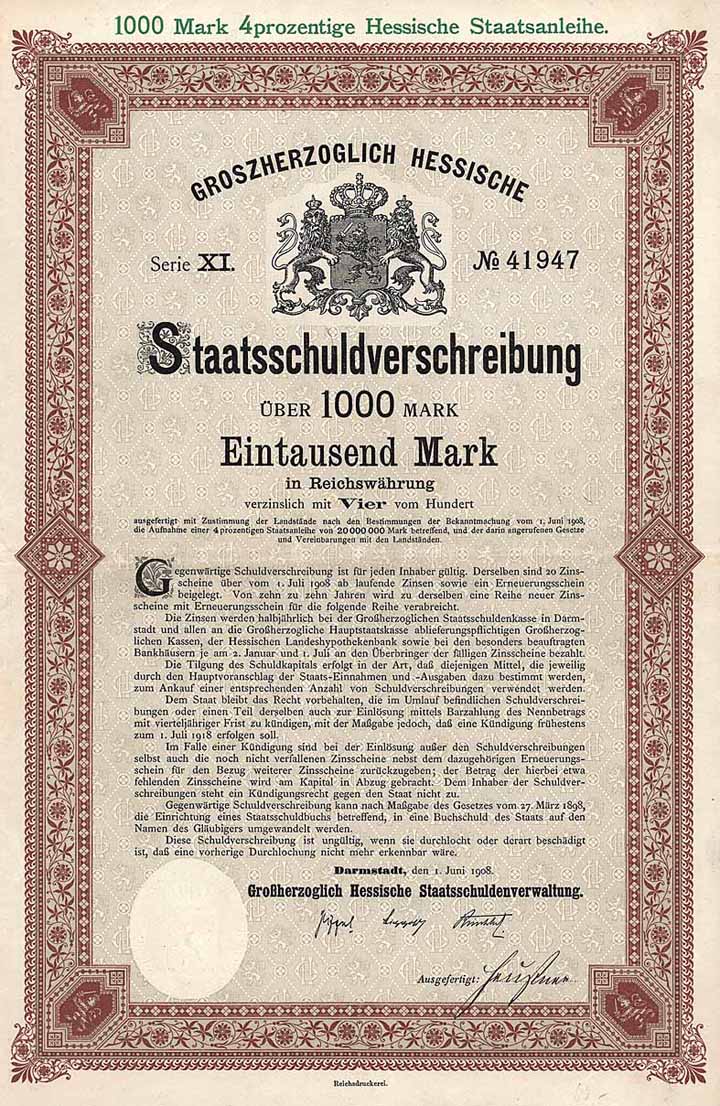 1000 Mark 4prozentige Hessische Staatsanleihe.
GROSZHERZOGLICH HESSISCHE
Serie XI. № 41947
Staatsschuldverschreibung
ÜBER 1000 MARK
Eintausend Mark
in Reichswährung
verzinslich mit Vier vom Hundert
ausgefertigt mit Zustimmung der Landstände nach den Bestimmungen der Bekanntmachung vom 1. Juni 1908,
die Aufnahme einer 4 prozentigen Staatsanleihe von 20 000 000 Mark betreffend, und der darin angerufenen Gesetze
und Vereinbarungen mit den Landständen.
Gegenwärtige Schuldverschreibung ist für jeden Inhaber gültig. Derselben sind 20 Zins-
scheine über vom 1. Juli 1908 ab laufende Zinsen sowie ein Erneuerungsschein
beigelegt. Von zehn zu zehn Jahren wird zu derselben eine Reihe neuer Zins-
scheine mit Erneuerungsschein für die folgende Reihe verabreicht.
Die Zinsen werden halbjährlich bei der Großherzoglichen Staatsschuldenkasse in Darm-
stadt und allen an die Großherzogliche Hauptstaatskasse ablieferungspflichtigen Großherzog-
lichen Kassen, der Hessischen Landeshypothekenbank sowie bei den besonders beauftragten
Bankhäusern je am 2. Januar und 1. Juli an den Überbringer der fälligen Zinsscheine bezahlt.
Die Tilgung des Schuldkapitals erfolgt in der Art, daß diejenigen Mittel, die jeweilig
durch den Hauptvoranschlag der Staats-Einnahmen und -Ausgaben dazu bestimmt werden,
zum Ankauf einer entsprechenden Anzahl von Schuldverschreibungen verwendet werden.
Dem Staat bleibt das Recht vorbehalten, die im Umlauf befindlichen Schuldverschrei-
bungen oder einen Teil derselben auch zur Einlösung mittels Barzahlung des Nennbetrags
mit vierteljähriger Frist zu kündigen, mit der Maßgabe jedoch, daß eine Kündigung frühestens
zum 1. Juli 1918 erfolgen soll.
Im Falle einer Kündigung sind bei der Einlösung außer den Schuldverschreibungen
selbst auch die noch nicht verfallenen Zinsscheine nebst dem dazugehörigen Erneuerungs-
schein für den Bezug weiterer Zinsscheine zurückzugeben; der Betrag der hierbei etwa
fehlenden Zinsscheine wird am Kapital in Abzug gebracht. Dem Inhaber der Schuldver-
schreibungen steht ein Kündigungsrecht gegen den Staat nicht zu.
Gegenwärtige Schuldverschreibung kann nach Maßgabe des Gesetzes vom 27. März 1898,
die Einrichtung eines Staatsschuldbuchs betreffend, in eine Buchschuld des Staats auf den
Namen des Gläubigers umgewandelt werden.
Diese Schuldverschreibung ist ungültig, wenn sie durchlocht oder derart beschädigt
ist, daß eine vorherige Durchlochung nicht mehr erkennbar wäre.
Darmstadt, den 1. Juni 1908.
Großherzoglich Hessische Staatsschuldenverwaltung.
Ausgefertigt:
Reichsdruckerei.